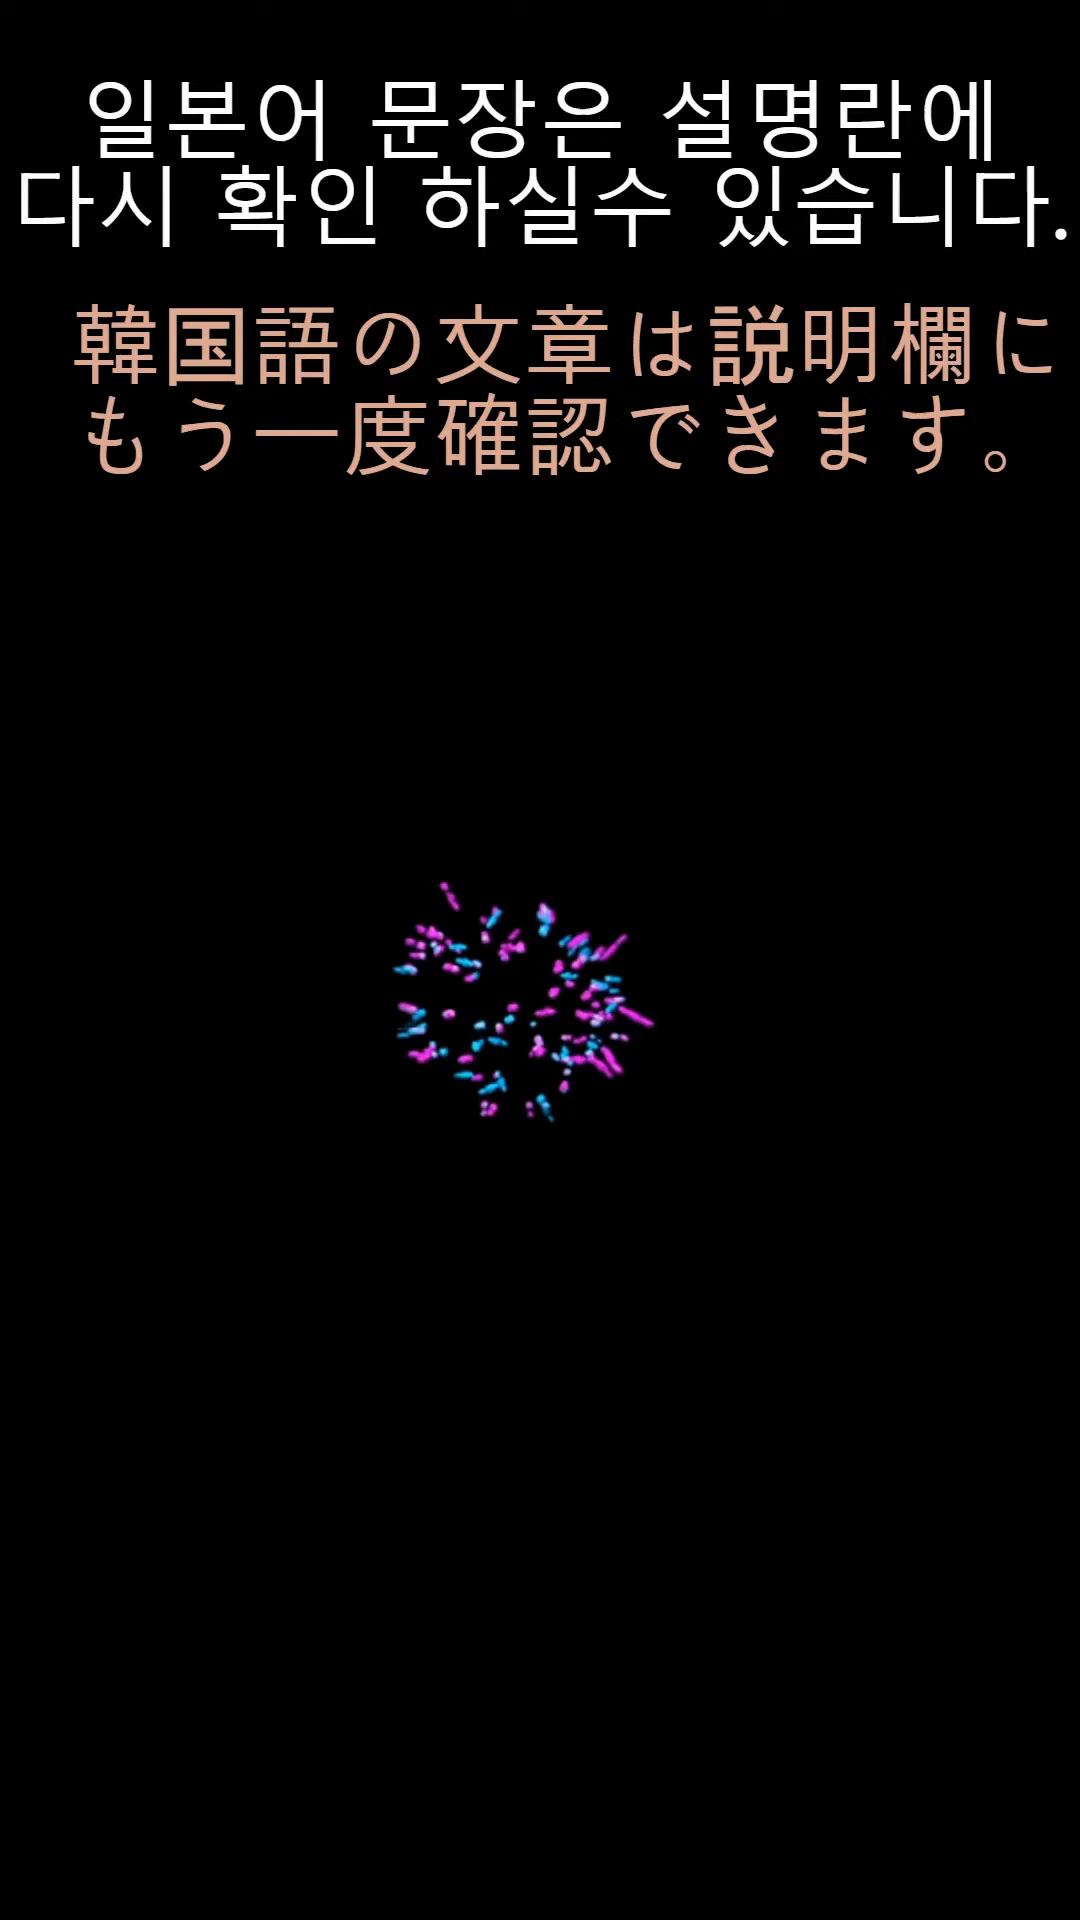 일본어 문장은 설명란에
다시 확인 하실수 있습니다.
韓国語の文章は説明欄に
もう一度確認できます。